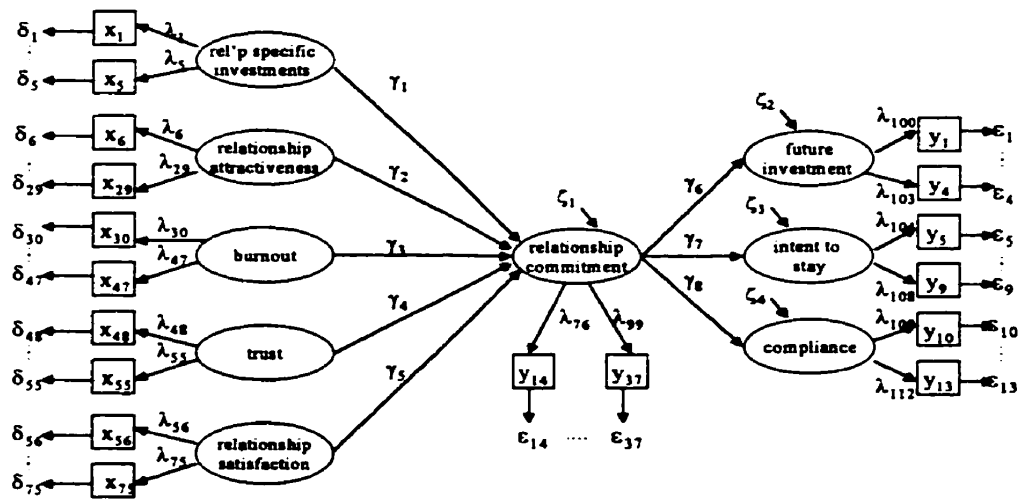 δ₁ x₁ λ₁
rel'p specific
investments
δ₅ x₅ λ₅
γ₁
δ₆ x₆ λ₆
relationship
attractiveness
δ₂₉ x₂₉ λ₂₉
γ₂
δ₃₀ x₃₀ λ₃₀
burnout
δ₄₇ x₄₇ λ₄₇
γ₃
δ₄₈ x₄₈ λ₄₈
trust
δ₅₅ x₅₅ λ₅₅
γ₄
δ₅₆ x₅₆ λ₅₆
relationship
satisfaction
δ₇₅ x₇₅ λ₇₅
γ₅
ζ₁
relationship
commitment
λ₇₆ λ₉₉
y₁₄ y₃₇
ε₁₄ .... ε₃₇
γ₆
γ₇
γ₈
ζ₂
future
investment
λ₁₀₀ y₁ ε₁
λ₁₀₃ y₄ ε₄
ζ₃
intent to
stay
λ₁₀₄ y₅ ε₅
λ₁₀₈ y₉ ε₉
ζ₄
compliance
λ₁₀₉ y₁₀ ε₁₀
λ₁₁₂ y₁₃ ε₁₃